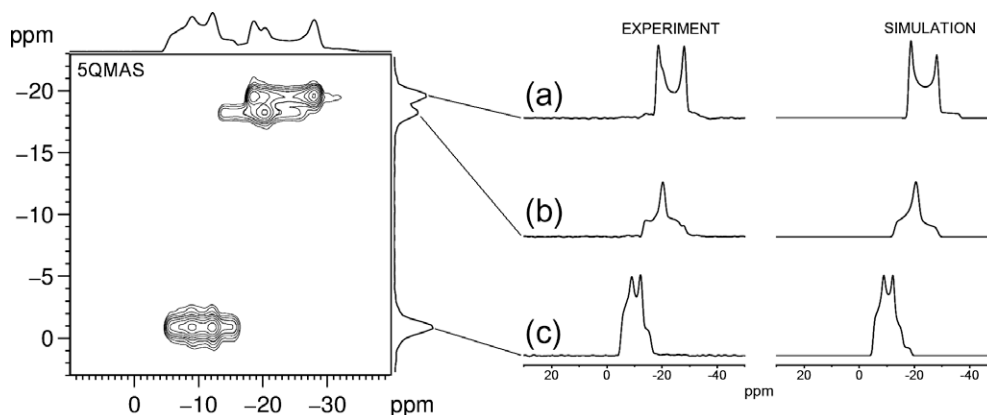 ppm
5QMAS
−20
−15
−10
−5
0
0 −10 −20 −30 ppm
EXPERIMENT SIMULATION
(a)
(b)
(c)
20 0 -20 -40 20 0 -20 -40
ppm